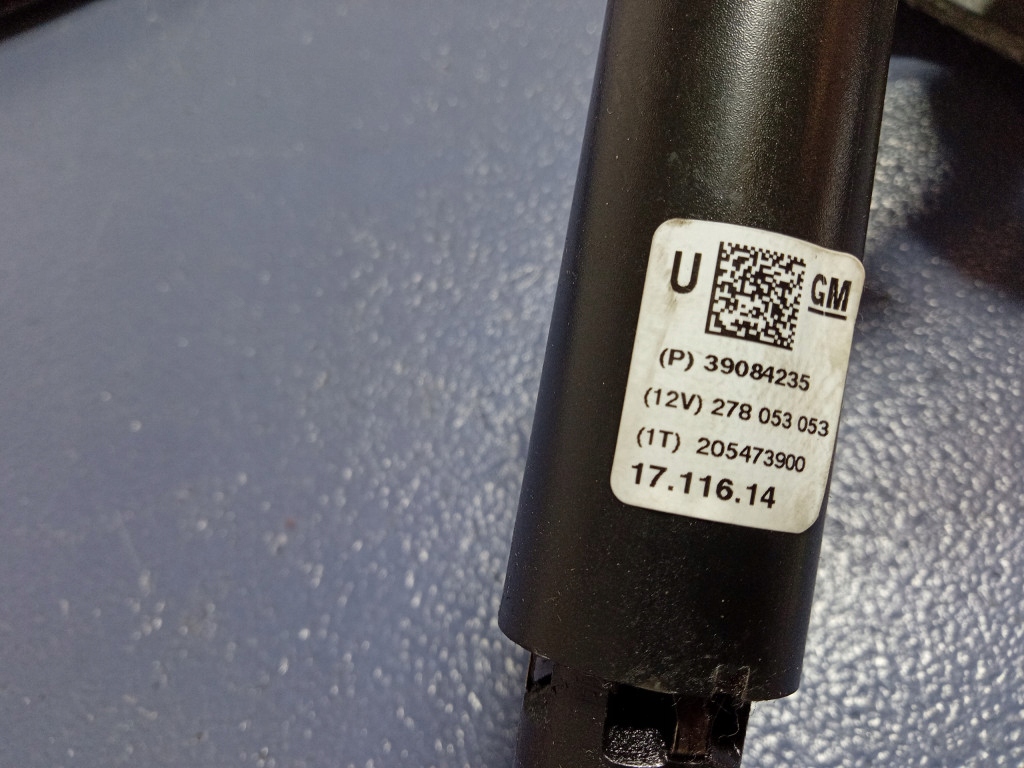 U GM
(P) 39084235
(12V) 278 053 053
(1T) 205473900
17.116.14